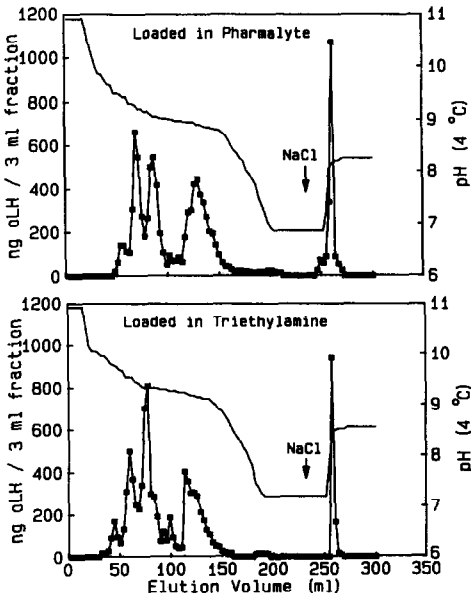 Loaded in Pharmalyte
ng oLH / 3 ml fraction
1200
1000
800
600
400
200
0
NaCl
11
10
9
8
7
6
pH (4 °C)
Loaded in Triethylamine
ng oLH / 3 ml fraction
1200
1000
800
600
400
200
0
NaCl
11
10
9
8
7
6
pH (4 °C)
0 50 100 150 200 250 300 350
Elution Volume (ml)